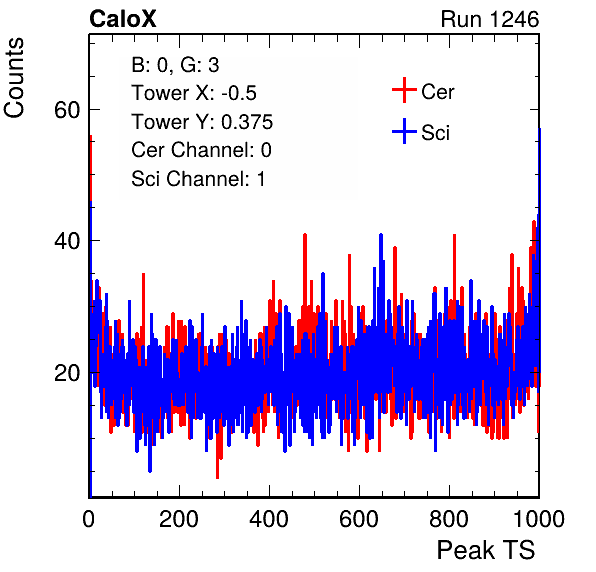 CaloX Run 1246
Counts
B: 0, G: 3
Tower X: -0.5
Tower Y: 0.375
Cer Channel: 0
Sci Channel: 1
Cer
Sci
60
40
20
0 200 400 600 800 1000
Peak TS